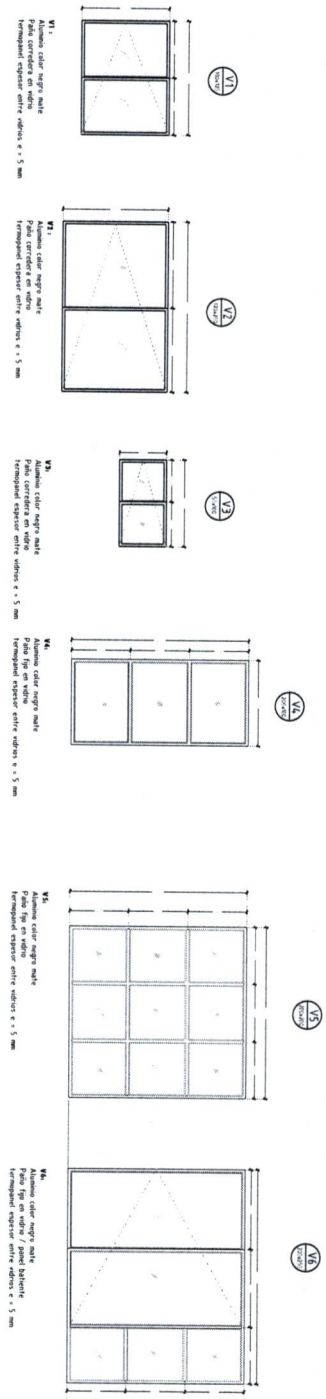 V1
V1 :
Aluminio color negro mate
Paño corredera en vidrio
termopanel espesor entre vidrios e = 5 mm
V2
V2 :
Aluminio color negro mate
Paño corredera en vidrio
termopanel espesor entre vidrios e = 5 mm
V3
V3:
Aluminio color negro mate
Paño corredera en vidrio
termopanel espesor entre vidrios e = 5 mm
V4
V4:
Aluminio color negro mate
Paño fijo en vidrio
termopanel espesor entre vidrios e = 5 mm
V5
V5:
Aluminio color negro mate
Paño fijo en vidrio
termopanel espesor entre vidrios e = 5 mm
V6
V6:
Aluminio color negro mate
Paño fijo en vidrio / panel batiente
termopanel espesor entre vidrios e = 5 mm